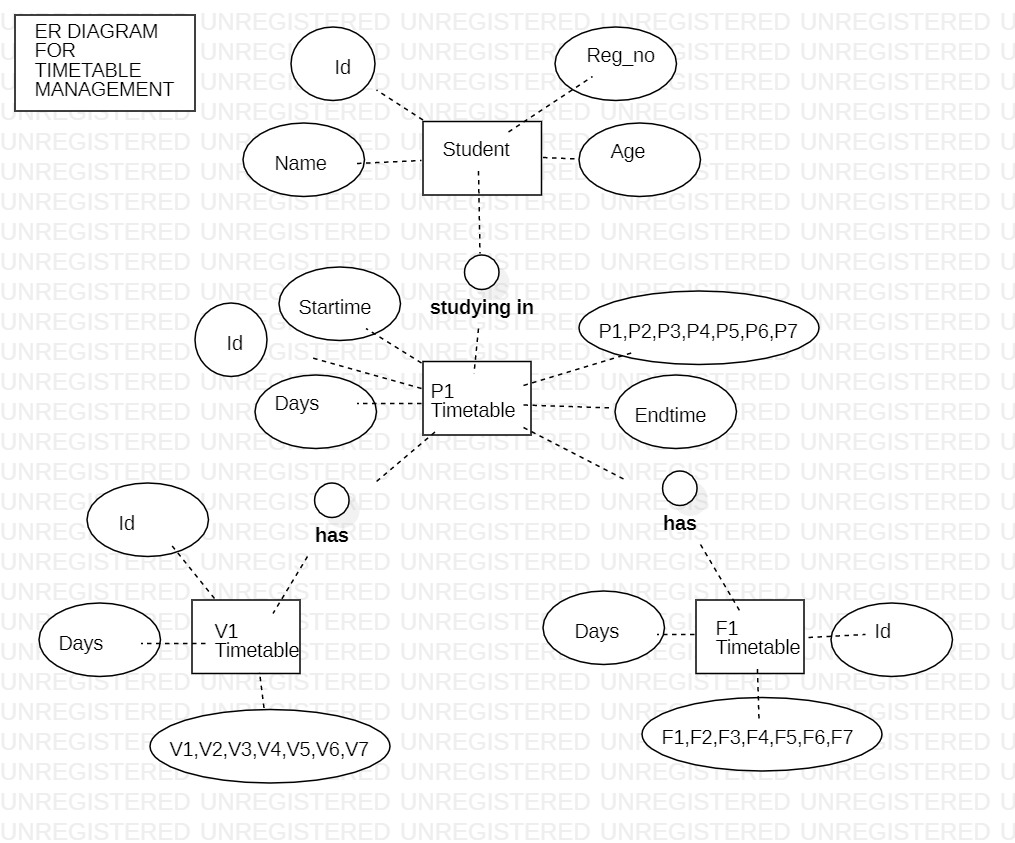 ER DIAGRAM
FOR
TIMETABLE
MANAGEMENT
Id
Reg_no
Name
Student
Age
studying in
Startime
Id
P1,P2,P3,P4,P5,P6,P7
Days
P1
Timetable
Endtime
has
has
Id
Days
V1
Timetable
V1,V2,V3,V4,V5,V6,V7
Days
F1
Timetable
Id
F1,F2,F3,F4,F5,F6,F7
UNREGISTERED